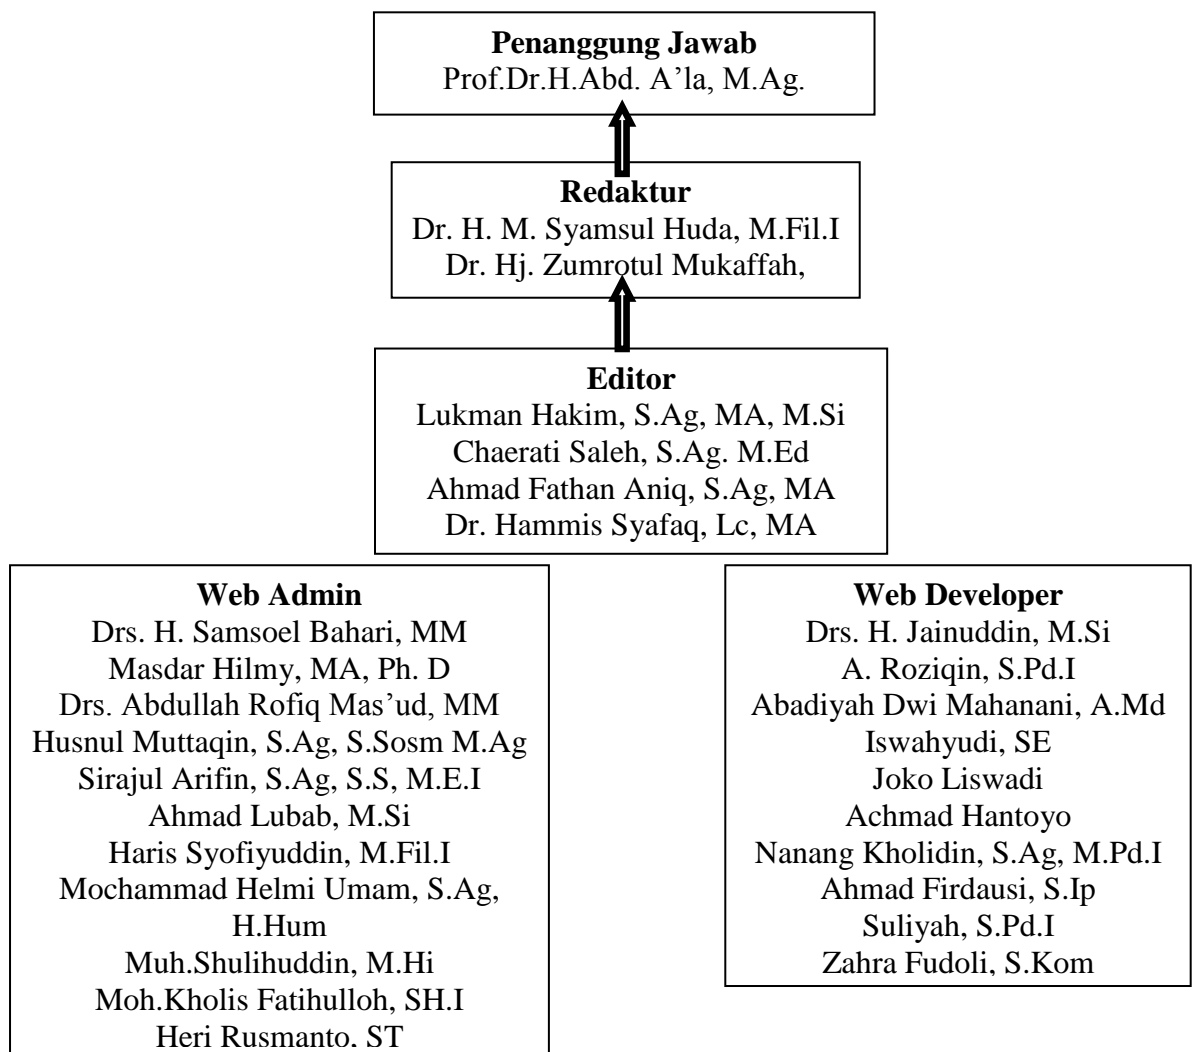 Penanggung Jawab
Prof.Dr.H.Abd. A’la, M.Ag.
Redaktur
Dr. H. M. Syamsul Huda, M.Fil.I
Dr. Hj. Zumrotul Mukaffah,
Editor
Lukman Hakim, S.Ag, MA, M.Si
Chaerati Saleh, S.Ag. M.Ed
Ahmad Fathan Aniq, S.Ag, MA
Dr. Hammis Syafaq, Lc, MA
Web Admin
Drs. H. Samsoel Bahari, MM
Masdar Hilmy, MA, Ph. D
Drs. Abdullah Rofiq Mas’ud, MM
Husnul Muttaqin, S.Ag, S.Sosm M.Ag
Sirajul Arifin, S.Ag, S.S, M.E.I
Ahmad Lubab, M.Si
Haris Syofiyuddin, M.Fil.I
Mochammad Helmi Umam, S.Ag,
H.Hum
Muh.Shulihuddin, M.Hi
Moh.Kholis Fatihulloh, SH.I
Heri Rusmanto, ST
Web Developer
Drs. H. Jainuddin, M.Si
A. Roziqin, S.Pd.I
Abadiyah Dwi Mahanani, A.Md
Iswahyudi, SE
Joko Liswadi
Achmad Hantoyo
Nanang Kholidin, S.Ag, M.Pd.I
Ahmad Firdausi, S.Ip
Suliyah, S.Pd.I
Zahra Fudoli, S.Kom